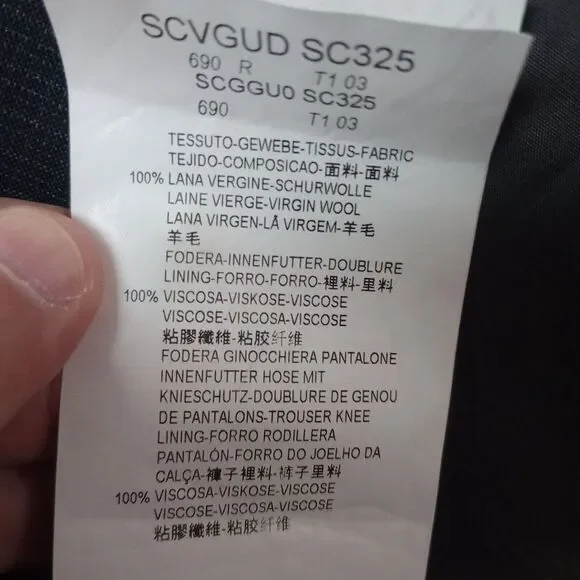 SCVGUD SC325
690 R T1 03
SCGGU0 SC325
690 T1 03
TESSUTO-GEWEBE-TISSUS-FABRIC
TEJIDO-COMPOSICAO-面料-面料
100% LANA VERGINE-SCHURWOLLE
LAINE VIERGE-VIRGIN WOOL
LANA VIRGEN-LÅ VIRGEM-羊毛
羊毛
FODERA-INNENFUTTER-DOUBLURE
LINING-FORRO-FORRO-裡料-里料
100% VISCOSA-VISKOSE-VISCOSE
VISCOSE-VISCOSA-VISCOSE
粘膠纖維-粘胶纤维
FODERA GINOCCHIERA PANTALONE
INNENFUTTER HOSE MIT
KNIESCHUTZ-DOUBLURE DE GENOU
DE PANTALONS-TROUSER KNEE
LINING-FORRO RODILLERA
PANTALÓN-FORRO DO JOELHO DA
CALÇA-褲子裡料-裤子里料
100% VISCOSA-VISKOSE-VISCOSE
VISCOSE-VISCOSA-VISCOSE
粘膠纖維-粘胶纤维